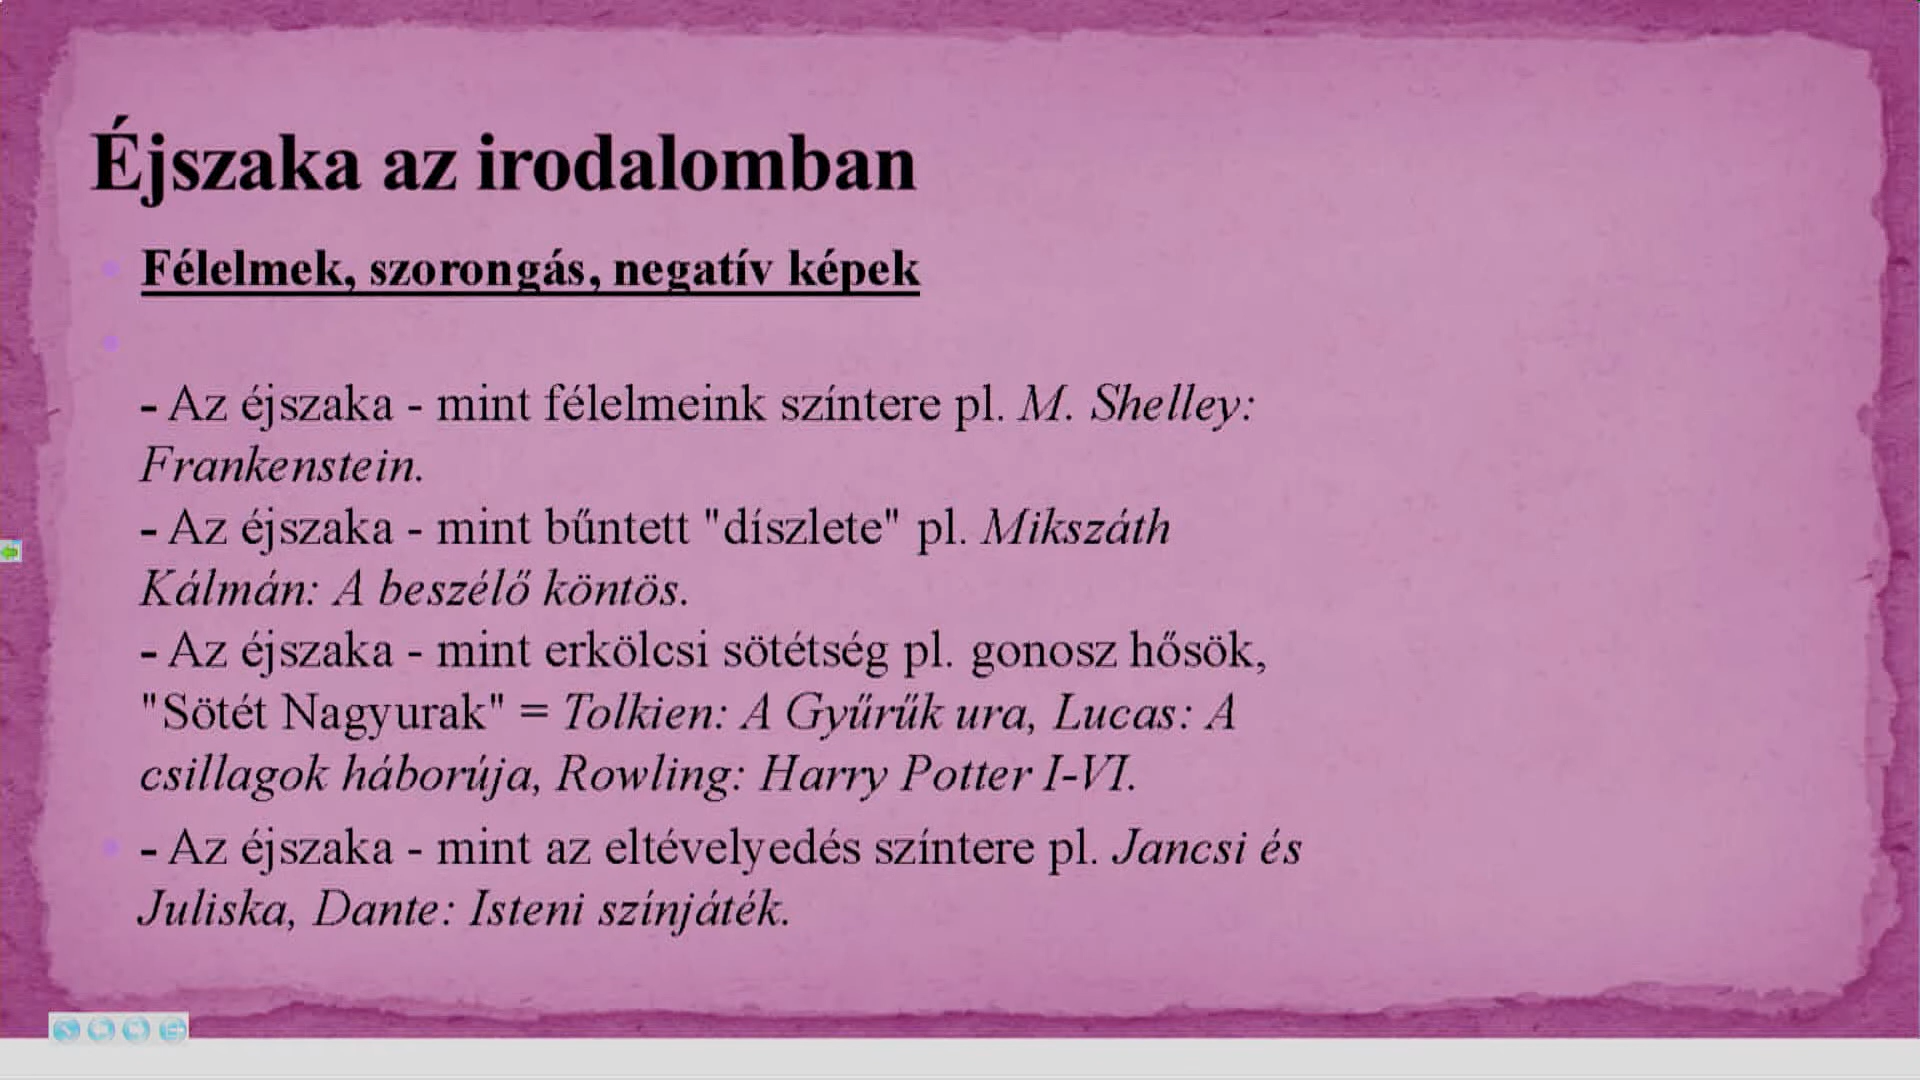 Éjszaka az irodalomban
Félelmek, szorongás, negatív képek
- Az éjszaka - mint félelmeink színtere pl. M. Shelley:
Frankenstein.
- Az éjszaka - mint bűntett "díszlete" pl. Mikszáth
Kálmán: A beszélő köntös.
- Az éjszaka - mint erkölcsi sötétség pl. gonosz hősök,
"Sötét Nagyurak" = Tolkien: A Gyűrűk ura, Lucas: A
csillagok háborúja, Rowling: Harry Potter I-VI.
- Az éjszaka - mint az eltévelyedés színtere pl. Jancsi és
Juliska, Dante: Isteni színjáték.